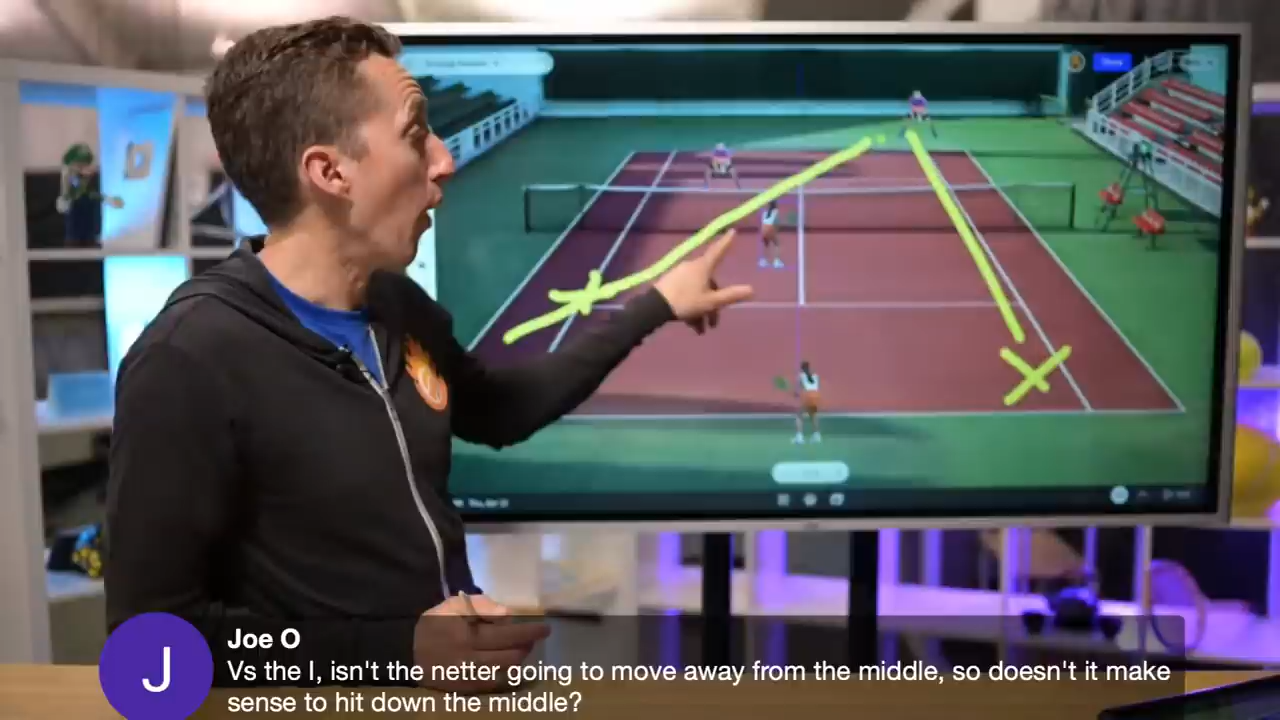 J
Joe O
Vs the I, isn't the netter going to move away from the middle, so doesn't it make
sense to hit down the middle?